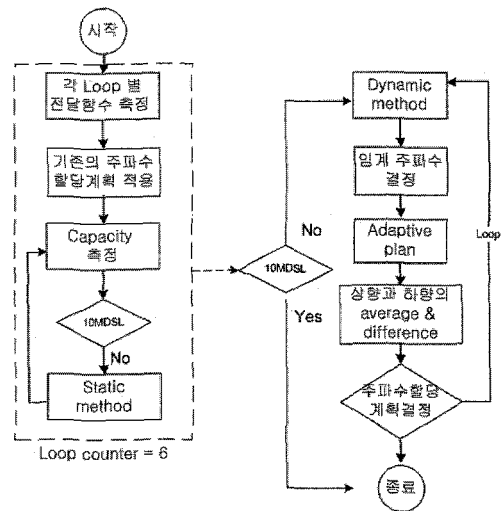 시작
각 Loop 별
전달함수 측정
기존의 주파수
할당계획 적용
Capacity
측정
10MDSL
No
Static
method
Loop counter = 6
10MDSL
No
Yes
Dynamic
method
임계 주파수
결정
Adaptive
plan
상향과 하향의
average &
difference
주파수할당
계획결정
Loop
종료